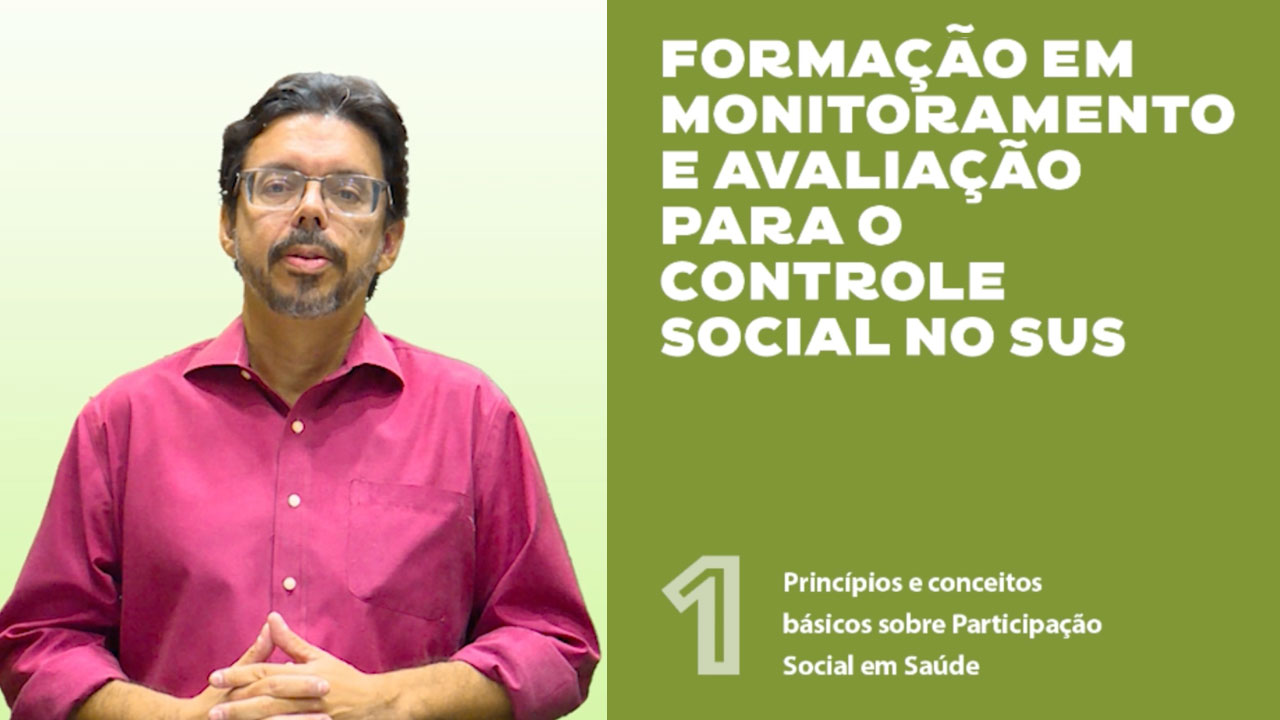 FORMAÇÃO EM
MONITORAMENTO
E AVALIAÇÃO
PARA O
CONTROLE
SOCIAL NO SUS
1
Princípios e conceitos
básicos sobre Participação
Social em Saúde